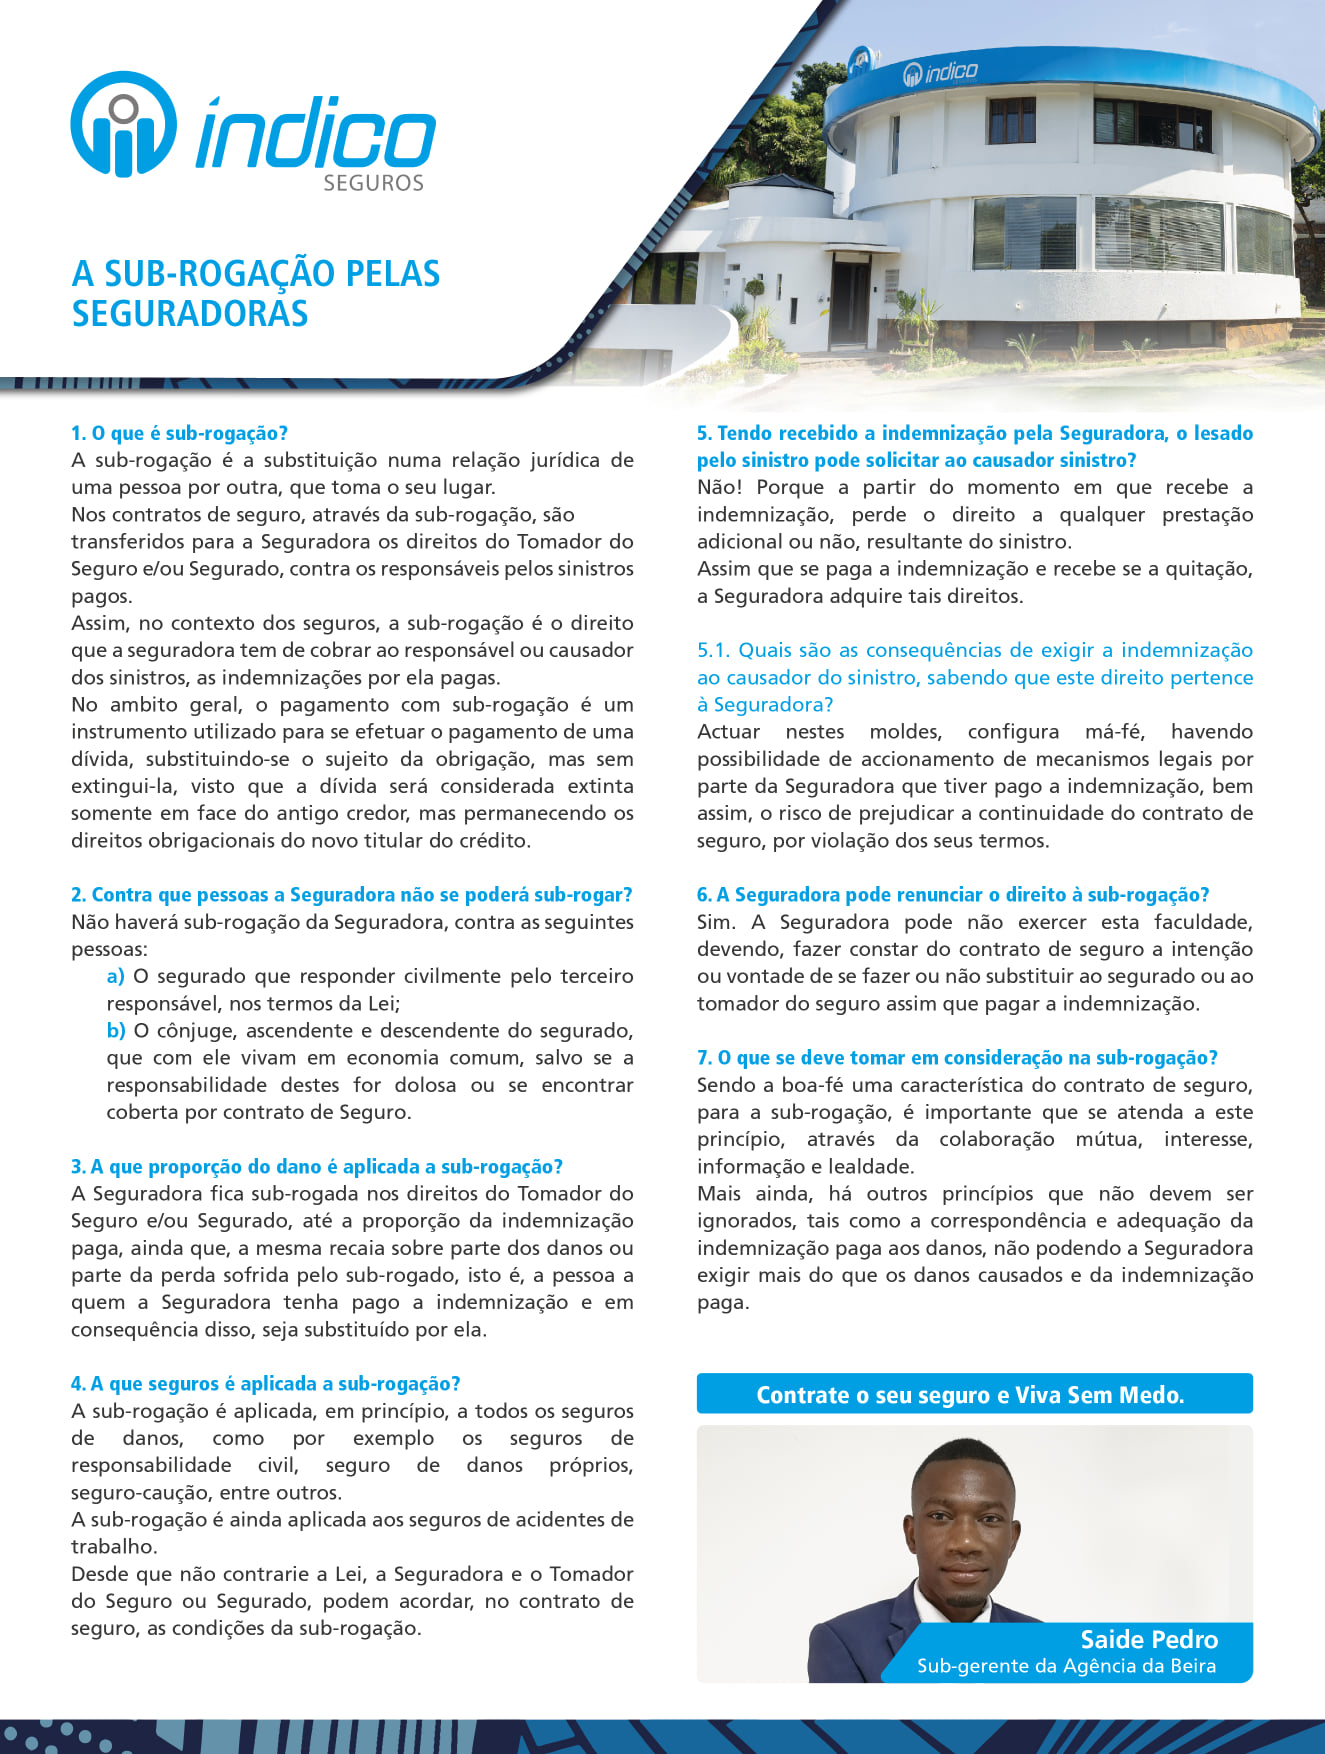 índico
SEGUROS
índico
A SUB-ROGAÇÃO PELAS
SEGURADORAS
1. O que é sub-rogação?
A sub-rogação é a substituição numa relação jurídica de
uma pessoa por outra, que toma o seu lugar.
Nos contratos de seguro, através da sub-rogação, são
transferidos para a Seguradora os direitos do Tomador do
Seguro e/ou Segurado, contra os responsáveis pelos sinistros
pagos.
Assim, no contexto dos seguros, a sub-rogação é o direito
que a seguradora tem de cobrar ao responsável ou causador
dos sinistros, as indemnizações por ela pagas.
No ambito geral, o pagamento com sub-rogação é um
instrumento utilizado para se efetuar o pagamento de uma
dívida, substituindo-se o sujeito da obrigação, mas sem
extingui-la, visto que a dívida será considerada extinta
somente em face do antigo credor, mas permanecendo os
direitos obrigacionais do novo titular do crédito.
2. Contra que pessoas a Seguradora não se poderá sub-rogar?
Não haverá sub-rogação da Seguradora, contra as seguintes
pessoas:
a) O segurado que responder civilmente pelo terceiro
responsável, nos termos da Lei;
b) O cônjuge, ascendente e descendente do segurado,
que com ele vivam em economia comum, salvo se a
responsabilidade destes for dolosa ou se encontrar
coberta por contrato de Seguro.
3. A que proporção do dano é aplicada a sub-rogação?
A Seguradora fica sub-rogada nos direitos do Tomador do
Seguro e/ou Segurado, até a proporção da indemnização
paga, ainda que, a mesma recaia sobre parte dos danos ou
parte da perda sofrida pelo sub-rogado, isto é, a pessoa a
quem a Seguradora tenha pago a indemnização e em
consequência disso, seja substituído por ela.
4. A que seguros é aplicada a sub-rogação?
A sub-rogação é aplicada, em princípio, a todos os seguros
de danos, como por exemplo os seguros de
responsabilidade civil, seguro de danos próprios,
seguro-caução, entre outros.
A sub-rogação é ainda aplicada aos seguros de acidentes de
trabalho.
Desde que não contrarie a Lei, a Seguradora e o Tomador
do Seguro ou Segurado, podem acordar, no contrato de
seguro, as condições da sub-rogação.
5. Tendo recebido a indemnização pela Seguradora, o lesado
pelo sinistro pode solicitar ao causador sinistro?
Não! Porque a partir do momento em que recebe a
indemnização, perde o direito a qualquer prestação
adicional ou não, resultante do sinistro.
Assim que se paga a indemnização e recebe se a quitação,
a Seguradora adquire tais direitos.
5.1. Quais são as consequências de exigir a indemnização
ao causador do sinistro, sabendo que este direito pertence
à Seguradora?
Actuar nestes moldes, configura má-fé, havendo
possibilidade de accionamento de mecanismos legais por
parte da Seguradora que tiver pago a indemnização, bem
assim, o risco de prejudicar a continuidade do contrato de
seguro, por violação dos seus termos.
6. A Seguradora pode renunciar o direito à sub-rogação?
Sim. A Seguradora pode não exercer esta faculdade,
devendo, fazer constar do contrato de seguro a intenção
ou vontade de se fazer ou não substituir ao segurado ou ao
tomador do seguro assim que pagar a indemnização.
7. O que se deve tomar em consideração na sub-rogação?
Sendo a boa-fé uma característica do contrato de seguro,
para a sub-rogação, é importante que se atenda a este
princípio, através da colaboração mútua, interesse,
informação e lealdade.
Mais ainda, há outros princípios que não devem ser
ignorados, tais como a correspondência e adequação da
indemnização paga aos danos, não podendo a Seguradora
exigir mais do que os danos causados e da indemnização
paga.
Contrate o seu seguro e Viva Sem Medo.
Saide Pedro
Sub-gerente da Agência da Beira